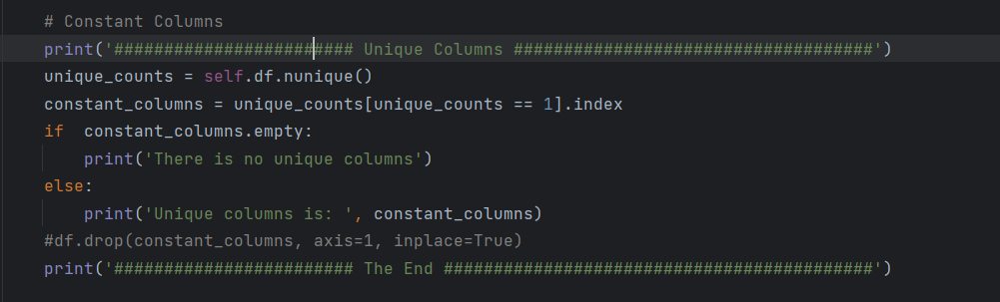 # Constant Columns
print('######################## Unique Columns ####################################')
unique_counts = self.df.nunique()
constant_columns = unique_counts[unique_counts == 1].index
if  constant_columns.empty:
    print('There is no unique columns')
else:
    print('Unique columns is: ', constant_columns)
#df.drop(constant_columns, axis=1, inplace=True)
print('######################## The End ###########################################')